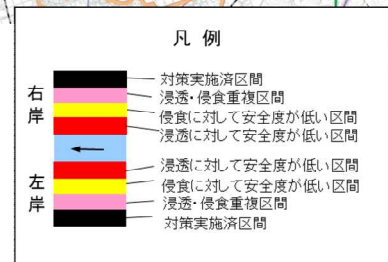 凡例
右岸
対策実施済区間
浸透・侵食重複区間
侵食に対して安全度が低い区間
浸透に対して安全度が低い区間
左岸
浸透に対して安全度が低い区間
侵食に対して安全度が低い区間
浸透・侵食重複区間
対策実施済区間